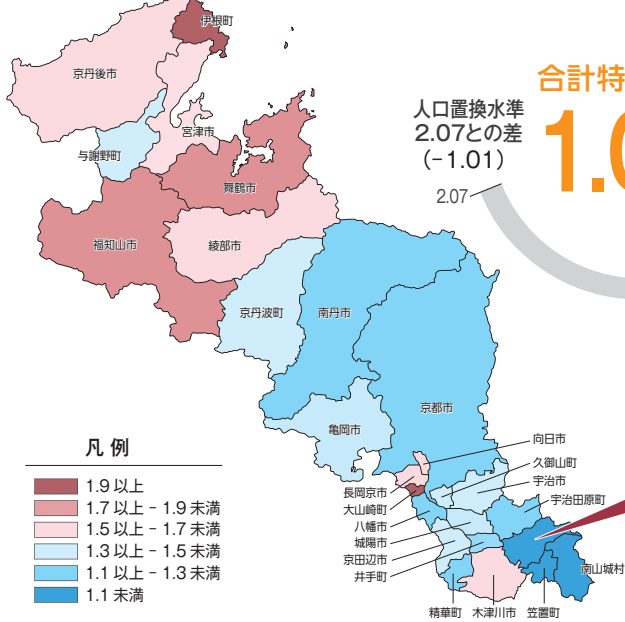 伊根町
京丹後市
宮津市
与謝野町
舞鶴市
福知山市
綾部市
京丹波町
南丹市
京都市
亀岡市
合計特
人口置換水準
2.07との差
(-1.01)
1.0
2.07
凡例
1.9以上
1.7以上 - 1.9未満
1.5以上 - 1.7未満
1.3以上 - 1.5未満
1.1以上 - 1.3未満
1.1未満
向日市
久御山町
宇治市
宇治田原町
長岡京市
大山崎町
八幡市
城陽市
京田辺市
井手町
精華町
木津川市
笠置町
南山城村